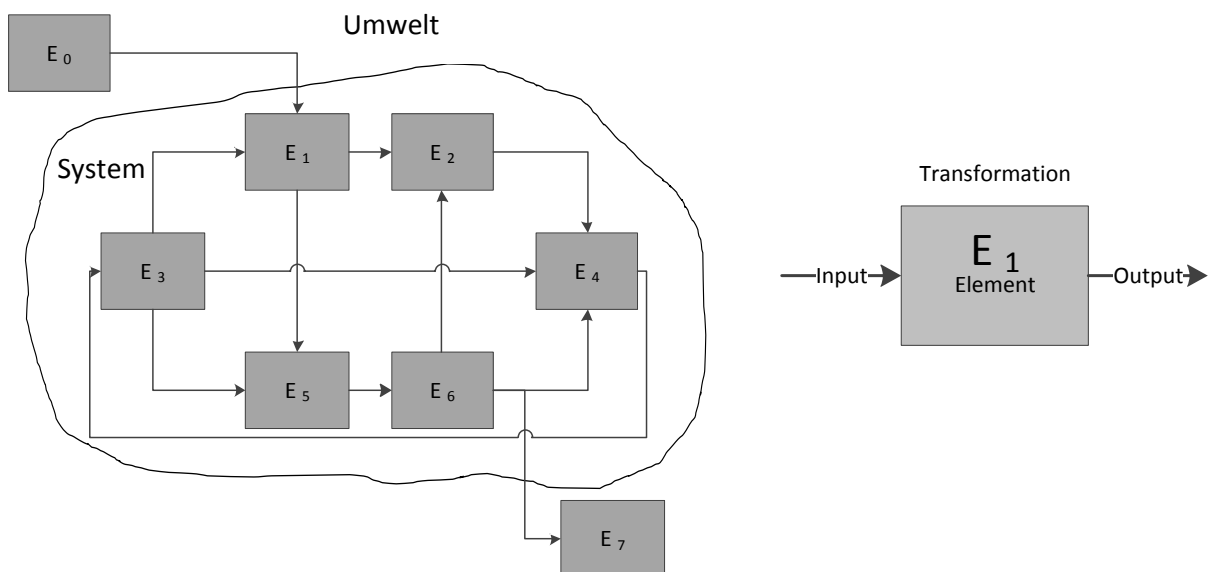 Umwelt
E 0
System
E 1
E 2
E 3
E 4
E 5
E 6
E 7
Transformation
Input
E 1
Element
Output